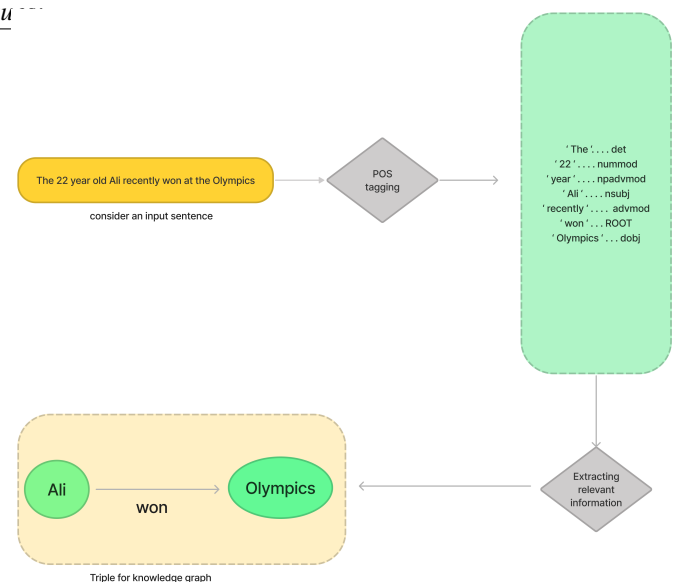 The 22 year old Ali recently won at the Olympics
consider an input sentence
POS
tagging
‘ The ’. . . . det
‘ 22 ’ . . . . nummod
‘ year ’ . . . . npadvmod
‘ Ali ’ . . . . nsubj
‘ recently ’ . . . . advmod
‘ won ’ . . . ROOT
‘ Olympics ’ . . . dobj
Extracting
relevant
information
Ali
won
Olympics
Triple for knowledge graph